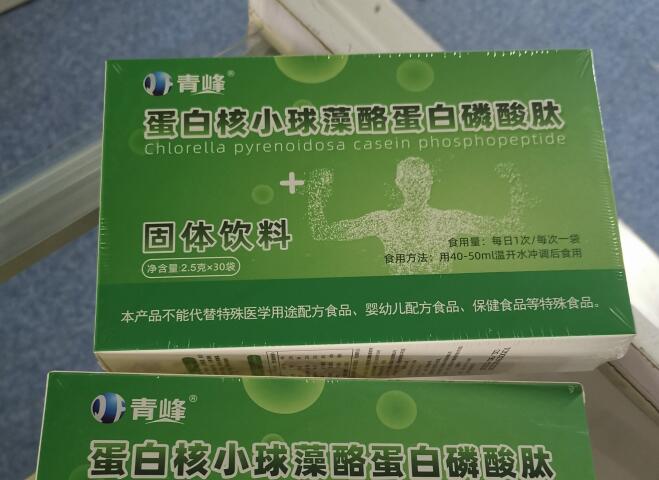 青峰®
蛋白核小球藻酪蛋白磷酸肽
Chlorella pyrenoidosa casein phosphopeptide
+
固体饮料
净含量:2.5克×30袋
食用量：每日1次/每次一袋
食用方法：用40-50ml温开水冲调后食用
本产品不能代替特殊医学用途配方食品、婴幼儿配方食品、保健食品等特殊食品。
青峰®
蛋白核小球藻酪蛋白磷酸肽